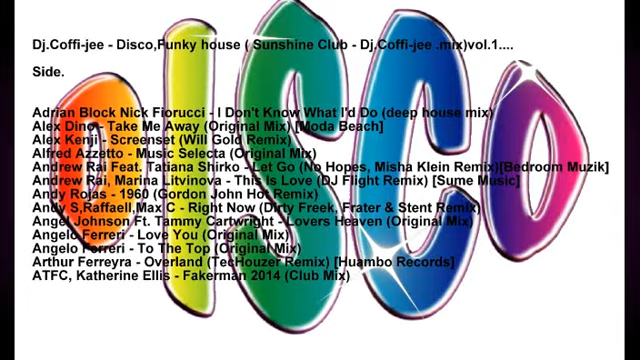 DISCO
Dj.Coffi-jee - Disco,Funky house ( Sunshine Club - Dj,Coffi-jee .mix)vol.1....
Side.
Adrian Block Nick Fiorucci - I Don't Know What I'd Do (deep house mix)
Alex Dino - Take Me Away (Original Mix) [Moda Beach]
Alex Kenji - Screenset (Will Gold Remix)
Alfred Azzetto - Music Selecta (Original Mix)
Andrew Rai Feat. Tatiana Shirko - Let Go (No Hopes, Misha Klein Remix)[Bedroom Muzik]
Andrew Rai, Marina Litvinova - This Is Love (DJ Flight Remix) [Sume Music]
Andy Rojas - 1960 (Gordon John Hot Remix)
Andy S,Raffaell,Max C - Right Now (Dirty Freek, Frater & Stent Remix)
Angel Johnson Ft. Tammy Cartwright - Lovers Heaven (Original Mix)
Angelo Ferreri - Love You (Original Mix)
Angelo Ferreri - To The Top (Original Mix)
Arthur Ferreyra - Overland (TecHouzer Remix) [Huambo Records]
ATFC, Katherine Ellis - Fakerman 2014 (Club Mix)